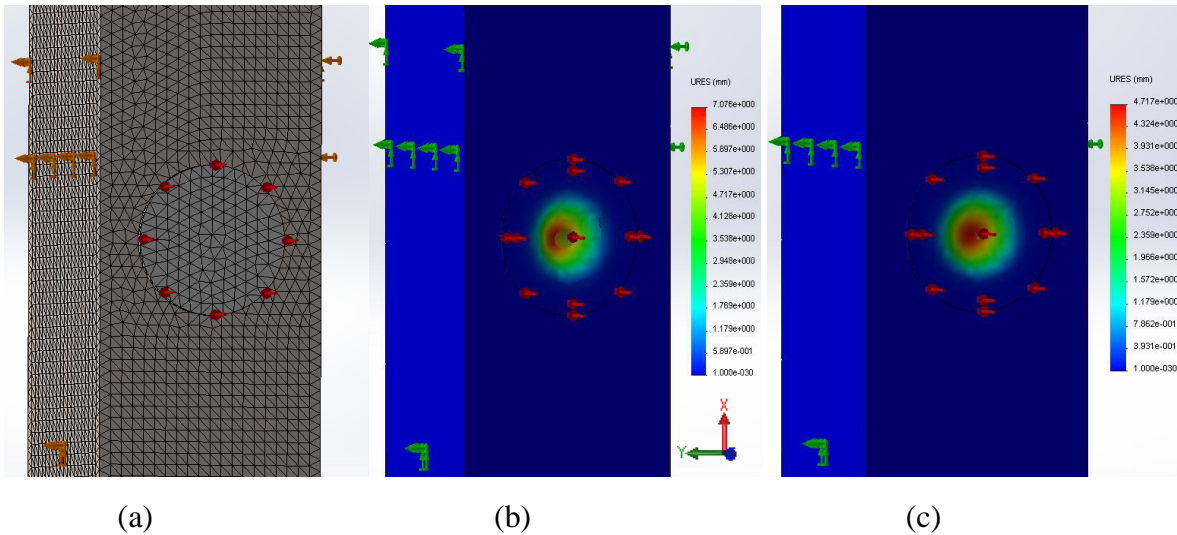 URES (mm)
7.076e+000
6.486e+000
5.897e+000
5.307e+000
4.717e+000
4.128e+000
3.538e+000
2.948e+000
2.359e+000
1.769e+000
1.179e+000
5.897e-001
1.000e-030
X
Y
URES (mm)
4.717e+000
4.324e+000
3.931e+000
3.538e+000
3.145e+000
2.752e+000
2.359e+000
1.966e+000
1.572e+000
1.179e+000
7.862e-001
3.931e-001
1.000e-030
(a)
(b)
(c)